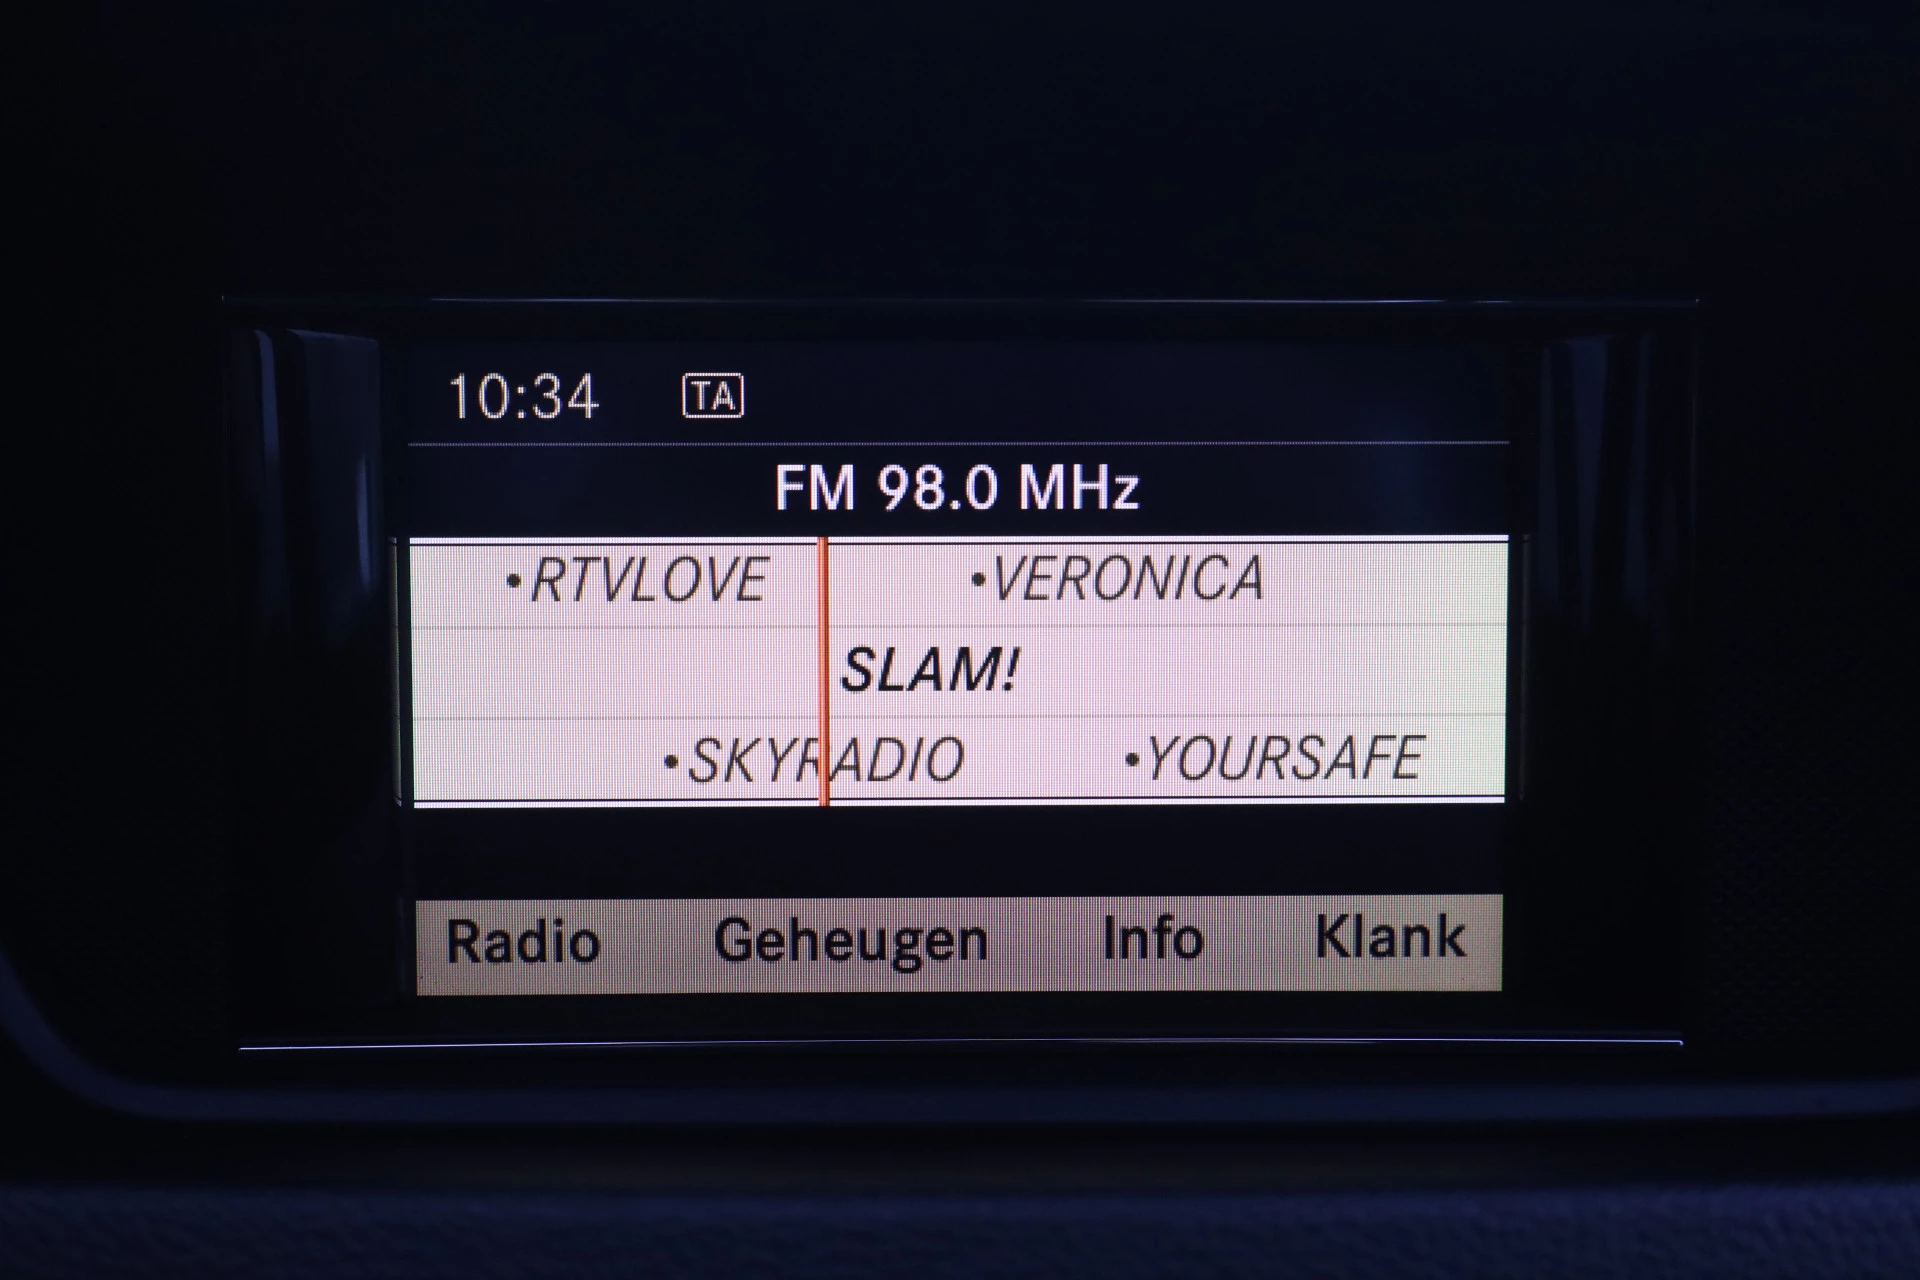 10:34 TA
FM 98.0 MHz
•RTVLOVE •VERONICA
SLAM!
•SKYRADIO •YOURSAFE
Radio Geheugen Info Klank